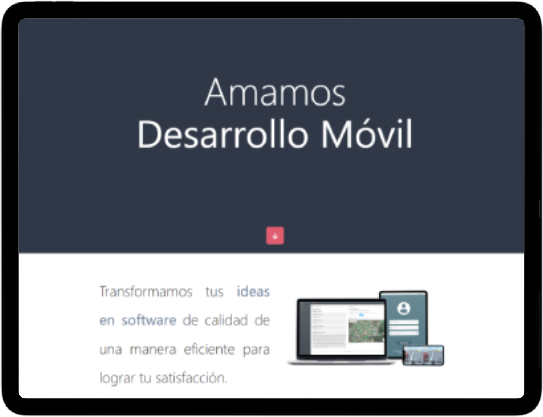 Amamos
Desarrollo Móvil
Transformamos tus ideas
en software de calidad de
una manera eficiente para
lograr tu satisfacción.